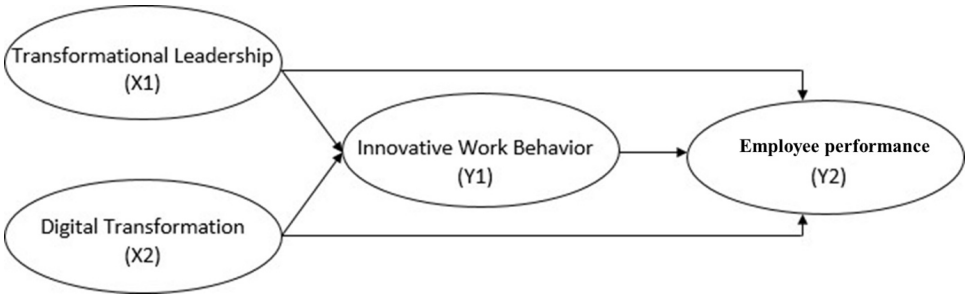 Transformational Leadership
(X1)
Innovative Work Behavior
(Y1)
Employee performance
(Y2)
Digital Transformation
(X2)